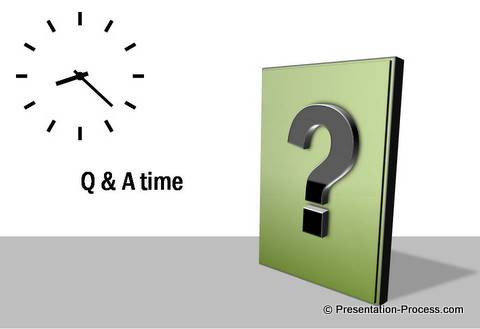 Q & A time
?
© Presentation-Process.com